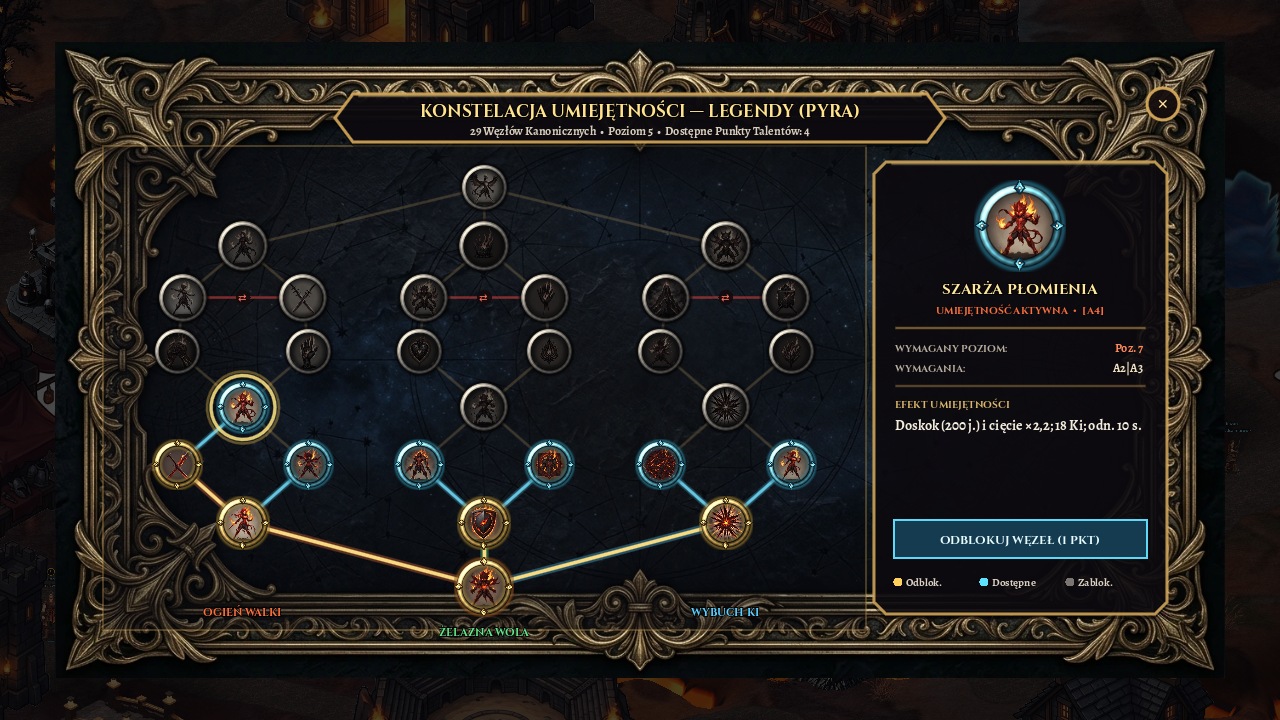 KONSTELACJA UMIEJĘTNOŚCI — LEGENDY (PYRA)
29 Węzłów Kanonicznych • Poziom 5 • Dostępne Punkty Talentów: 4
×
SZARŻA PŁOMIENIA
UMIEJĘTNOŚĆ AKTYWNA • [A4]
WYMAGANY POZIOM: Poz. 7
WYMAGANIA: A2|A3
EFEKT UMIEJĘTNOŚCI
Doskok (200 j.) i cięcie ×2,2; 18 Ki; odn. 10 s.
ODBLOKUJ WĘZEŁ (1 PKT)
Odblok. Dostępne Zablok.
OGIEŃ WALKI
WYBUCH KI
ŻELAZNA WOLA